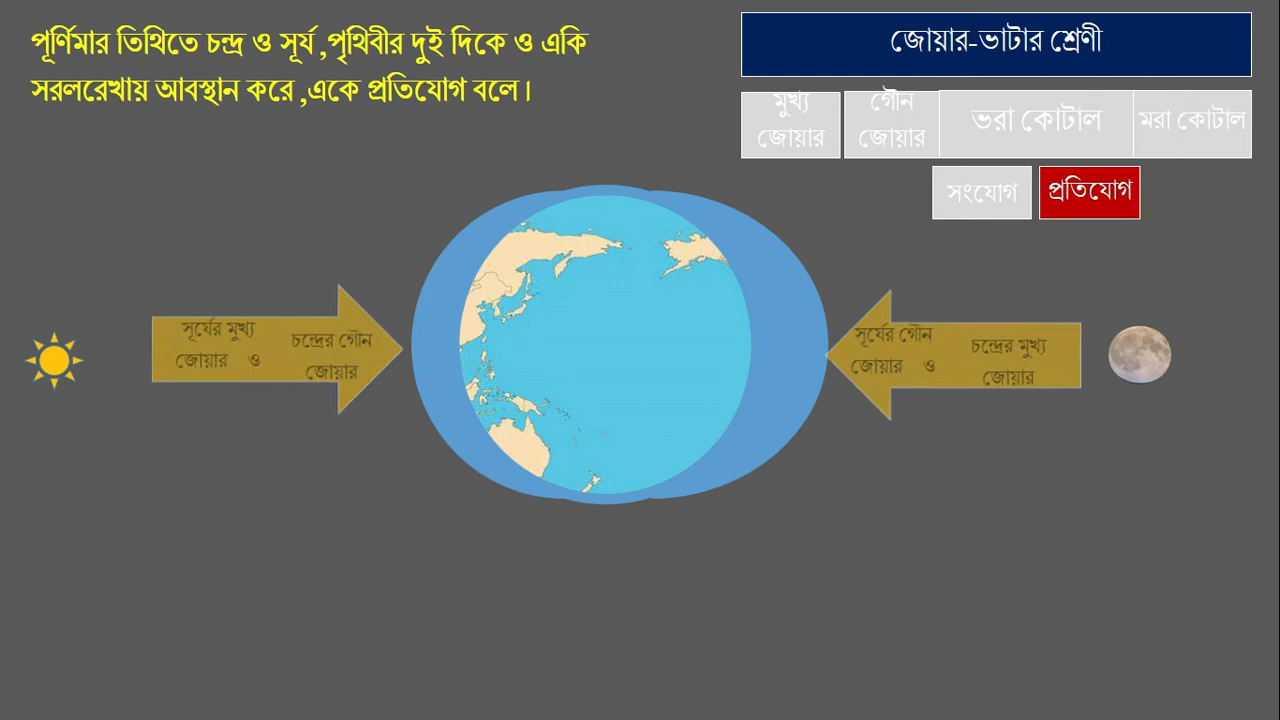 পূর্ণিমার তিথিতে চন্দ্র ও সূর্য ,পৃথিবীর দুই দিকে ও একি
সরলরেখায় আবস্থান করে ,একে প্রতিযোগ বলে।
জোয়ার-ভাটার শ্রেণী
মুখ্য
জোয়ার
গৌন
জোয়ার
ভরা কোটাল
মরা কোটাল
সংযোগ
প্রতিযোগ
সূর্যের মুখ্য
জোয়ার ও
চন্দ্রের গৌন
জোয়ার
সূর্যের গৌন
জোয়ার ও
চন্দ্রের মুখ্য
জোয়ার